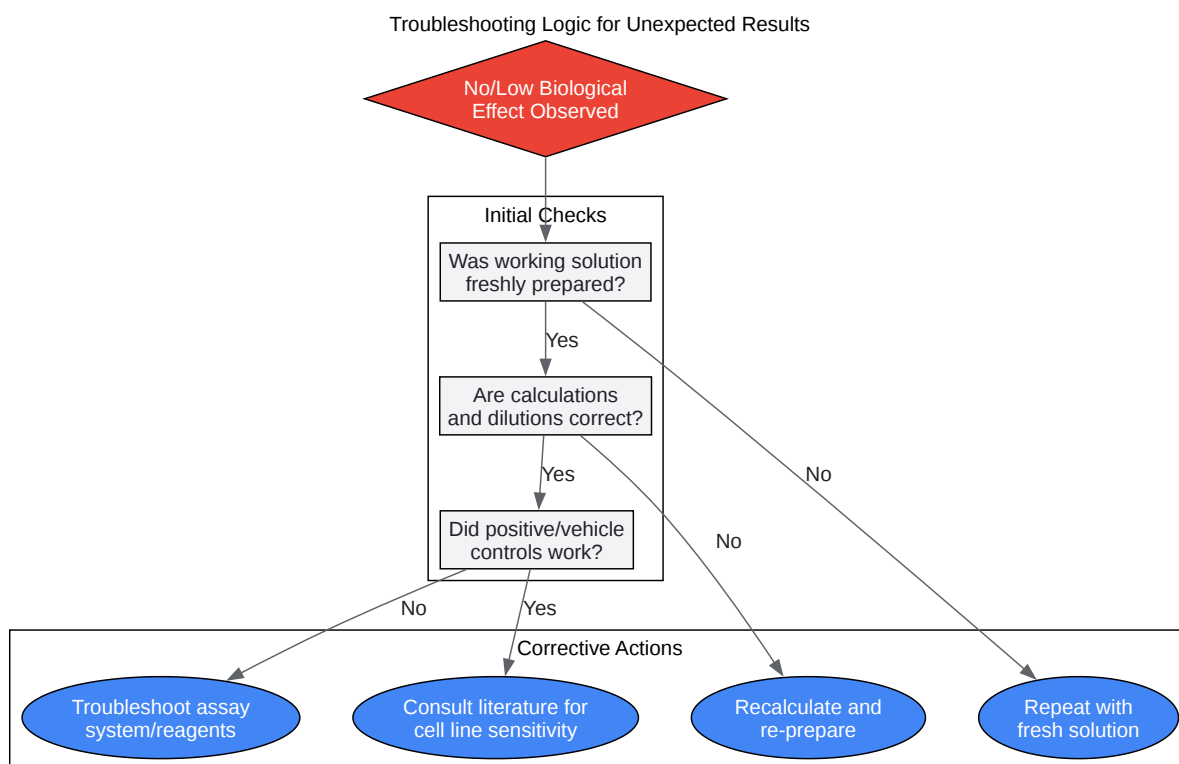 Troubleshooting Logic for Unexpected Results
No/Low Biological
Effect Observed
Initial Checks
Was working solution
freshly prepared?
Yes
Are calculations
and dilutions correct?
Yes
No
Did positive/vehicle
controls work?
No
No
Yes
Corrective Actions
Troubleshoot assay
system/reagents
Consult literature for
cell line sensitivity
Recalculate and
re-prepare
Repeat with
fresh solution